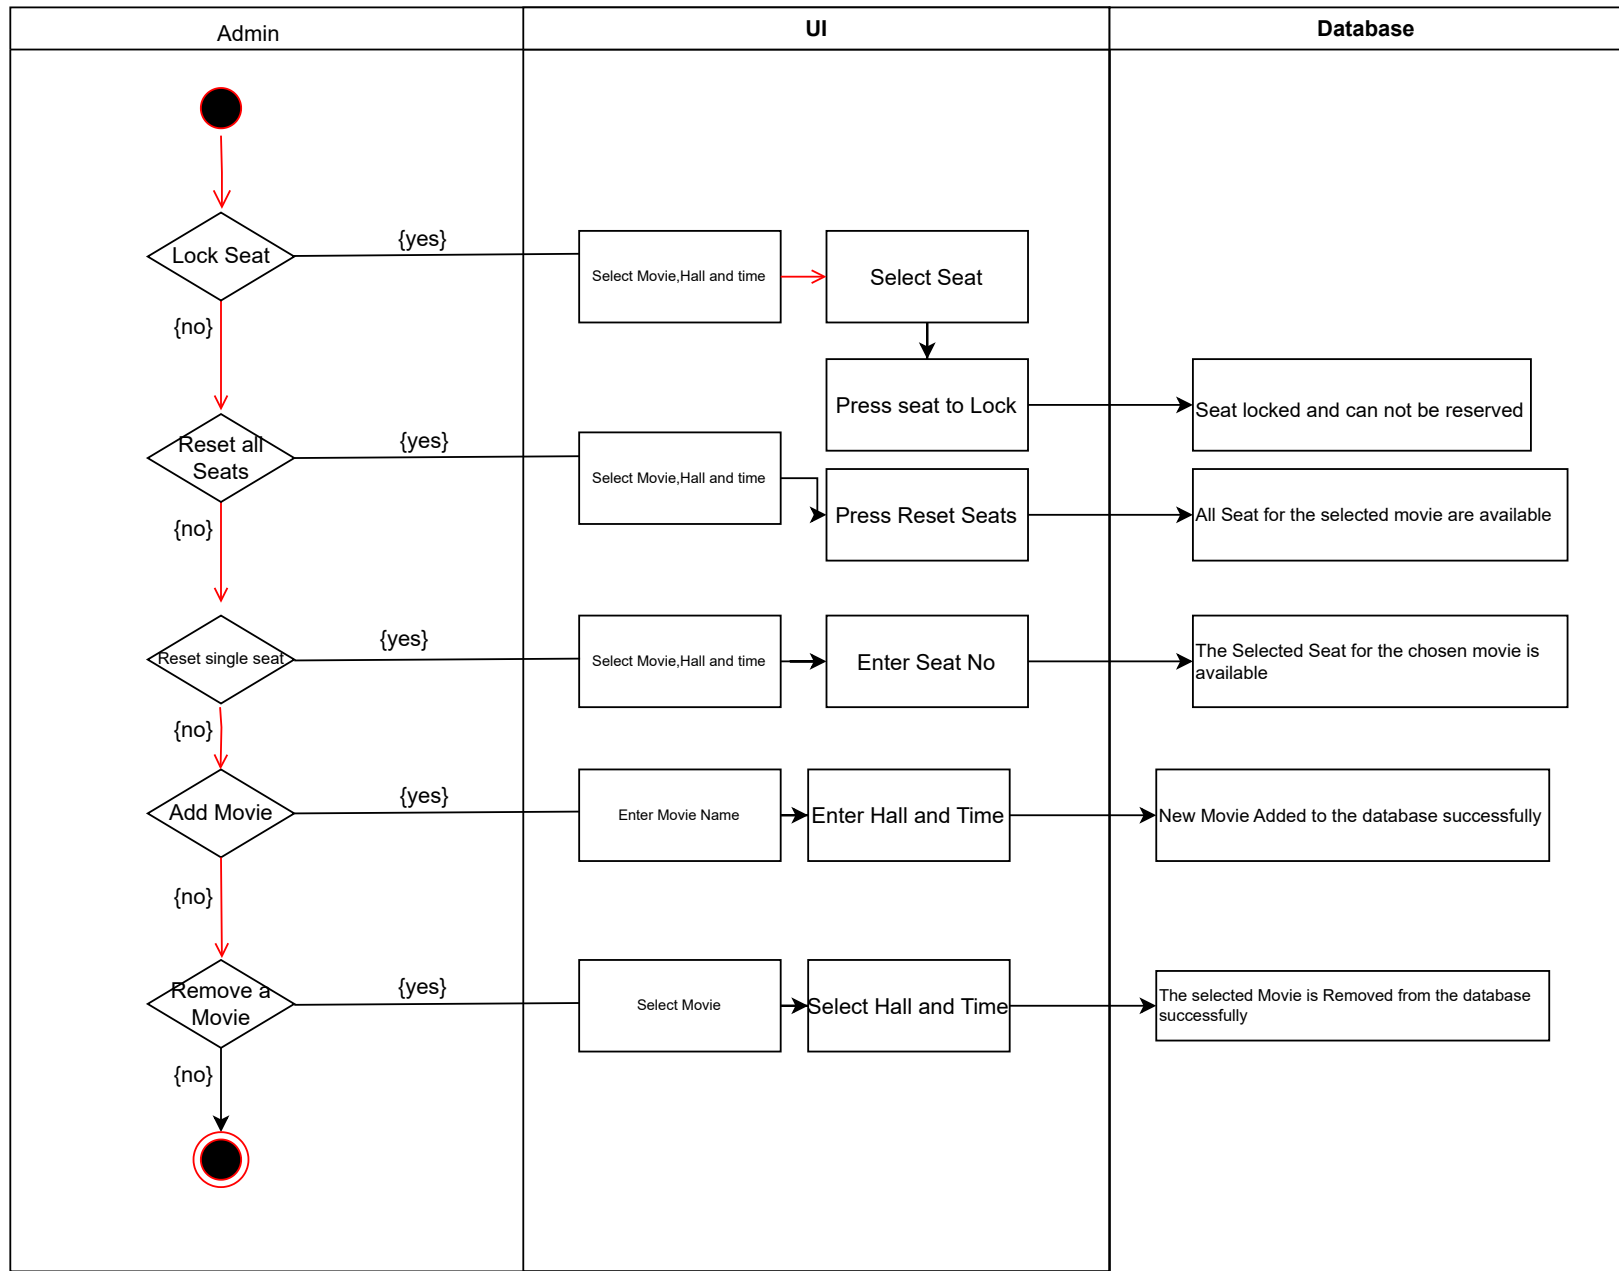 Admin
UI
Database
Lock Seat
{yes}
Select Movie,Hall and time
Select Seat
{no}
Press seat to Lock
Seat locked and can not be reserved
Reset all
Seats
{yes}
Select Movie,Hall and time
Press Reset Seats
All Seat for the selected movie are available
{no}
Reset single seat
{yes}
Select Movie,Hall and time
Enter Seat No
The Selected Seat for the chosen movie is
available
{no}
Add Movie
{yes}
Enter Movie Name
Enter Hall and Time
New Movie Added to the database successfully
{no}
Remove a
Movie
{yes}
Select Movie
Select Hall and Time
The selected Movie is Removed from the database
successfully
{no}